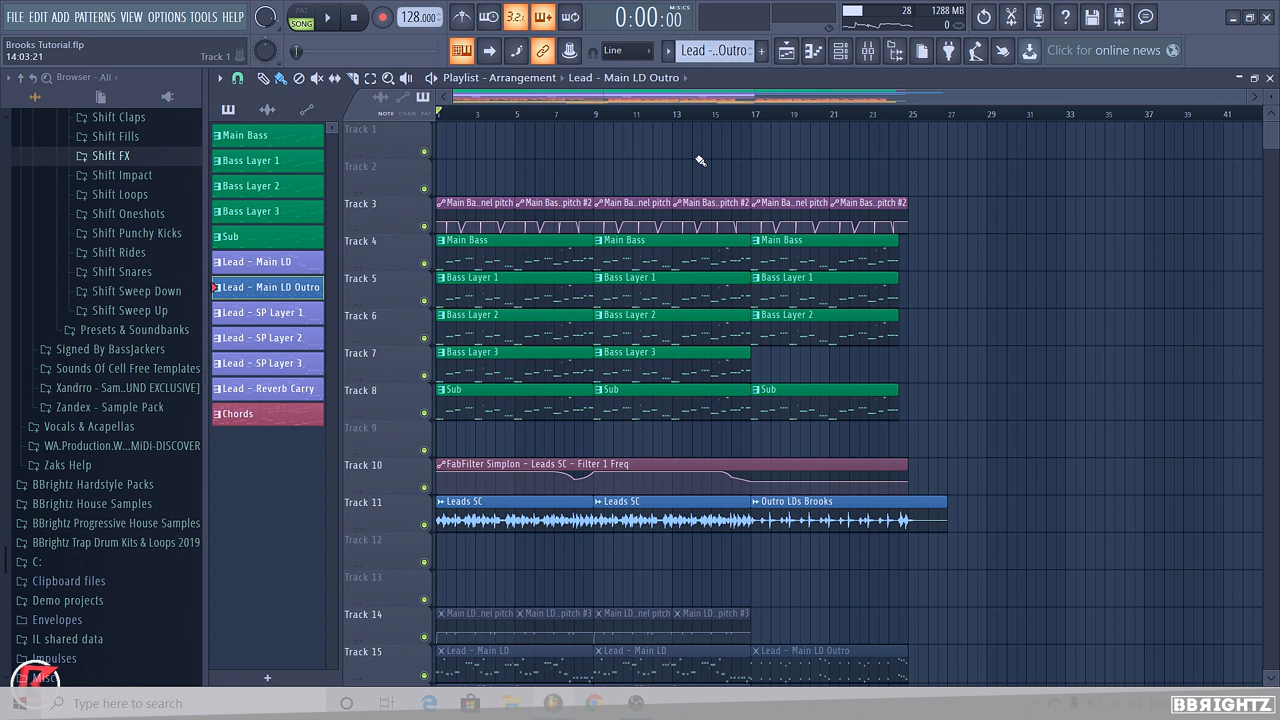 FILE EDIT ADD PATTERNS VIEW OPTIONS TOOLS HELP
PAT
SONG
128.000
3.2.
0:00:00
M:S:CS
28
1288 MB
0
Brooks Tutorial.flp
14:03:21
Track 1
Line
Lead -..Outro
Click for online news
Browser - All
Playlist - Arrangement
Lead - Main LD Outro
NOTE CHAN PAT
1 3 5 7 9 11 13 15 17 19 21 23 25 27 29 31 33 35 37 39 41
Shift Claps
Shift Fills
Shift FX
Shift Impact
Shift Loops
Shift Oneshots
Shift Punchy Kicks
Shift Rides
Shift Snares
Shift Sweep Down
Shift Sweep Up
Presets & Soundbanks
Signed By BassJackers
Sounds Of Cell Free Templates
Xandrro - Sam..UND EXCLUSIVE]
Zandex - Sample Pack
Vocals & Acapellas
WA.Production.W...MiDi-DISCOVER
Zaks Help
BBrightz Hardstyle Packs
BBrightz House Samples
BBrightz Progressive House Samples
BBrightz Trap Drum Kits & Loops 2019
C:
Clipboard files
Demo projects
Envelopes
IL shared data
Impulses
Misc
Main Bass
Bass Layer 1
Bass Layer 2
Bass Layer 3
Sub
Lead - Main LD
Lead - Main LD Outro
Lead - SP Layer 1
Lead - SP Layer 2
Lead - SP Layer 3
Lead - Reverb Carry
Chords
+
Track 1
Track 2
Track 3
Main Ba..nel pitch Main Bas..pitch #2 Main Ba..nel pitch Main Bas..pitch #2 Main Ba..nel pitch Main Bas..pitch #2
Track 4
Main Bass Main Bass Main Bass
Track 5
Bass Layer 1 Bass Layer 1 Bass Layer 1
Track 6
Bass Layer 2 Bass Layer 2 Bass Layer 2
Track 7
Bass Layer 3 Bass Layer 3
Track 8
Sub Sub Sub
Track 9
Track 10
FabFilter Simplon - Leads SC - Filter 1 Freq
Track 11
Leads SC Leads SC Outro LDs Brooks
Track 12
Track 13
Track 14
Main LD..nel pitch Main LD..pitch #3 Main LD..nel pitch Main LD..pitch #3
Track 15
Lead - Main LD Lead - Main LD Lead - Main LD Outro
Type here to search
BBRIGHTZ